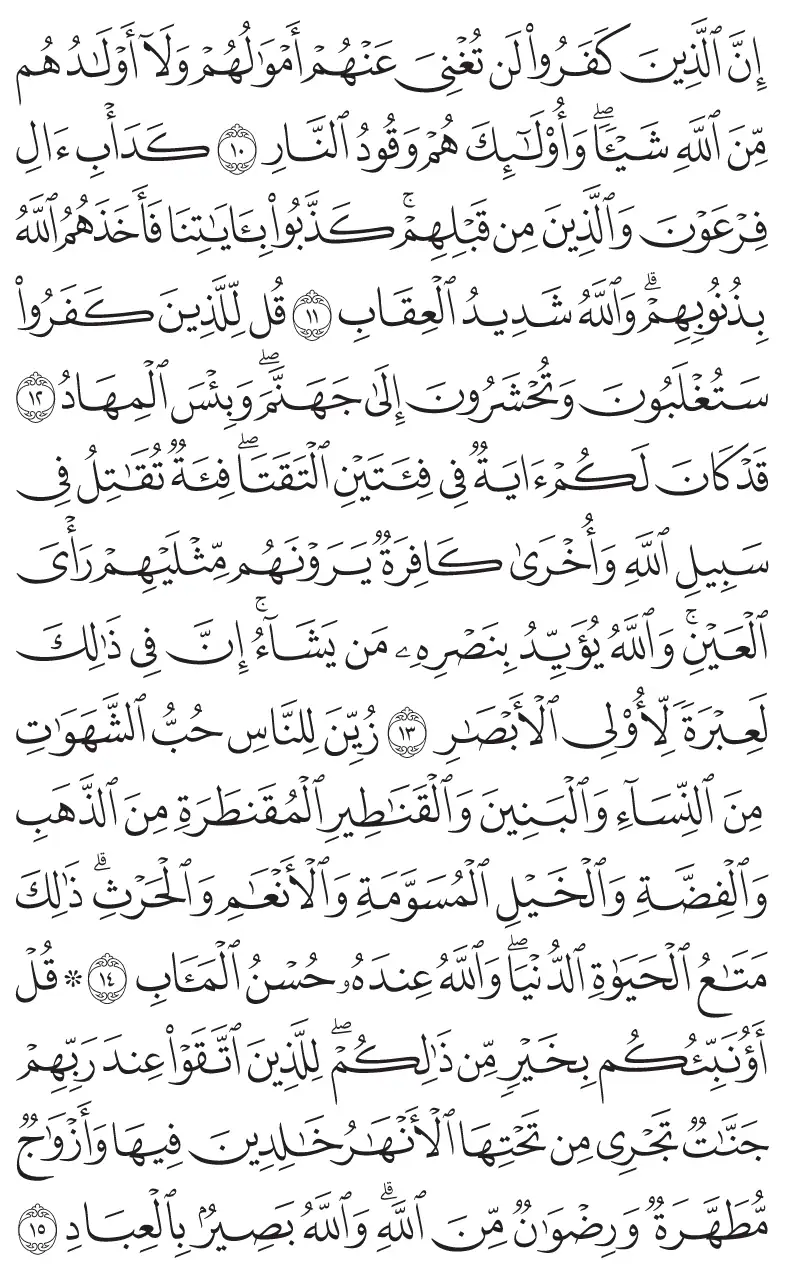 إِنَّ ٱلَّذِينَ كَفَرُوا۟ لَن تُغْنِىَ عَنْهُمْ أَمْوَٰلُهُمْ وَلَآ أَوْلَـٰدُهُم
مِّنَ ٱللَّهِ شَيْـًٔا ۖ وَأُو۟لَـٰٓئِكَ هُمْ وَقُودُ ٱلنَّارِ ١٠ كَدَأْبِ ءَالِ
فِرْعَوْنَ وَٱلَّذِينَ مِن قَبْلِهِمْ ۚ كَذَّبُوا۟ بِـَٔايَـٰتِنَا فَأَخَذَهُمُ ٱللَّهُ
بِذُنُوبِهِمْ ۗ وَٱللَّهُ شَدِيدُ ٱلْعِقَابِ ١١ قُل لِّلَّذِينَ كَفَرُوا۟
سَتُغْلَبُونَ وَتُحْشَرُونَ إِلَىٰ جَهَنَّمَ ۖ وَبِئْسَ ٱلْمِهَادُ ١٢
قَدْ كَانَ لَكُمْ ءَايَةٌ فِى فِئَتَيْنِ ٱلْتَقَتَا ۖ فِئَةٌ تُقَـٰتِلُ فِى
سَبِيلِ ٱللَّهِ وَأُخْرَىٰ كَافِرَةٌ يَرَوْنَهُم مِّثْلَيْهِمْ رَأْىَ
ٱلْعَيْنِ ۚ وَٱللَّهُ يُؤَيِّدُ بِنَصْرِهِۦ مَن يَشَآءُ ۚ إِنَّ فِى ذَٰلِكَ
لَعِبْرَةً لِّأُو۟لِى ٱلْأَبْصَـٰرِ ١٣ زُيِّنَ لِلنَّاسِ حُبُّ ٱلشَّهَوَٰتِ
مِنَ ٱلنِّسَآءِ وَٱلْبَنِينَ وَٱلْقَنَـٰطِيرِ ٱلْمُقَنطَرَةِ مِنَ ٱلذَّهَبِ
وَٱلْفِضَّةِ وَٱلْخَيْلِ ٱلْمُسَوَّمَةِ وَٱلْأَنْعَـٰمِ وَٱلْحَرْثِ ۗ ذَٰلِكَ
مَتَـٰعُ ٱلْحَيَوٰةِ ٱلدُّنْيَا ۖ وَٱللَّهُ عِندَهُۥ حُسْنُ ٱلْمَـَٔابِ ١٤ * قُلْ
أَؤُنَبِّئُكُم بِخَيْرٍ مِّن ذَٰلِكُمْ ۖ لِلَّذِينَ ٱتَّقَوْا۟ عِندَ رَبِّهِمْ
جَنَّـٰتٌ تَجْرِى مِن تَحْتِهَا ٱلْأَنْهَـٰرُ خَـٰلِدِينَ فِيهَا وَأَزْوَٰجٌ
مُّطَهَّرَةٌ وَرِضْوَٰنٌ مِّنَ ٱللَّهِ ۗ وَٱللَّهُ بَصِيرٌۢ بِٱلْعِبَادِ ١٥